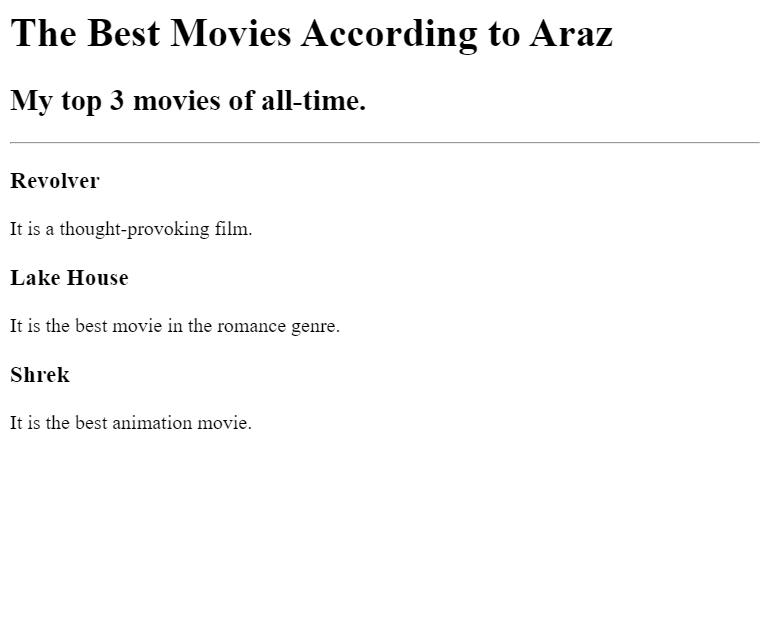 The Best Movies According to Araz
My top 3 movies of all-time.
Revolver
It is a thought-provoking film.
Lake House
It is the best movie in the romance genre.
Shrek
It is the best animation movie.